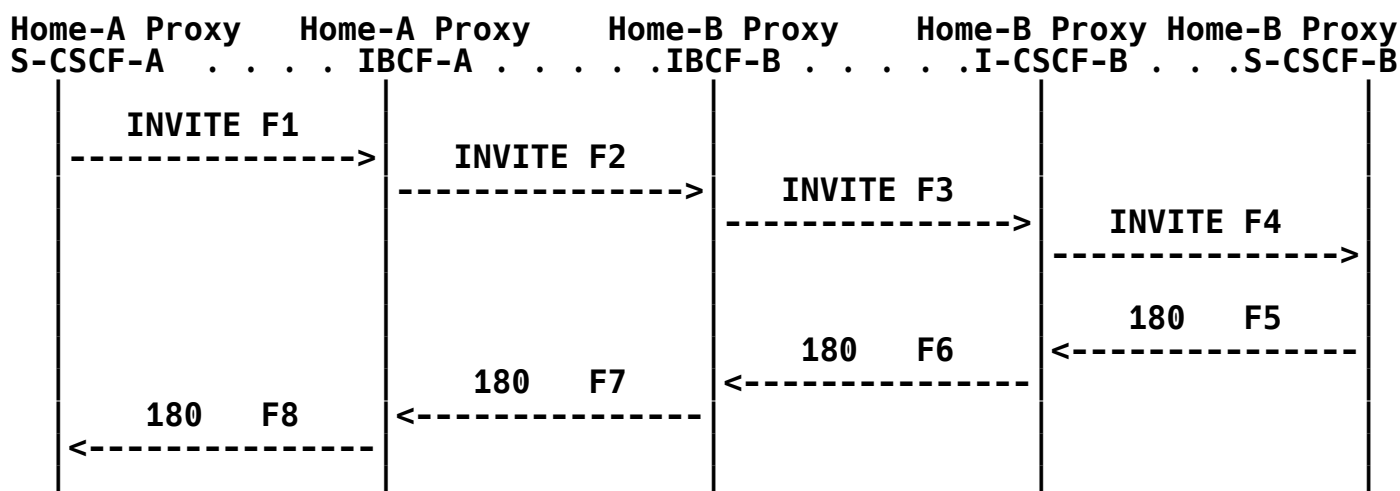 Home-A Proxy   Home-A Proxy    Home-B Proxy    Home-B Proxy Home-B Proxy
S-CSCF-A  . . . . IBCF-A . . . . .IBCF-B . . . . .I-CSCF-B . . .S-CSCF-B
INVITE F1
--------------->|   INVITE F2
|--------------->|   INVITE F3
|--------------->|   INVITE F4
|--------------->|
180   F5
180   F6    |<---------------|
180   F7    |<---------------|
180   F8    |<---------------|
<----------------|